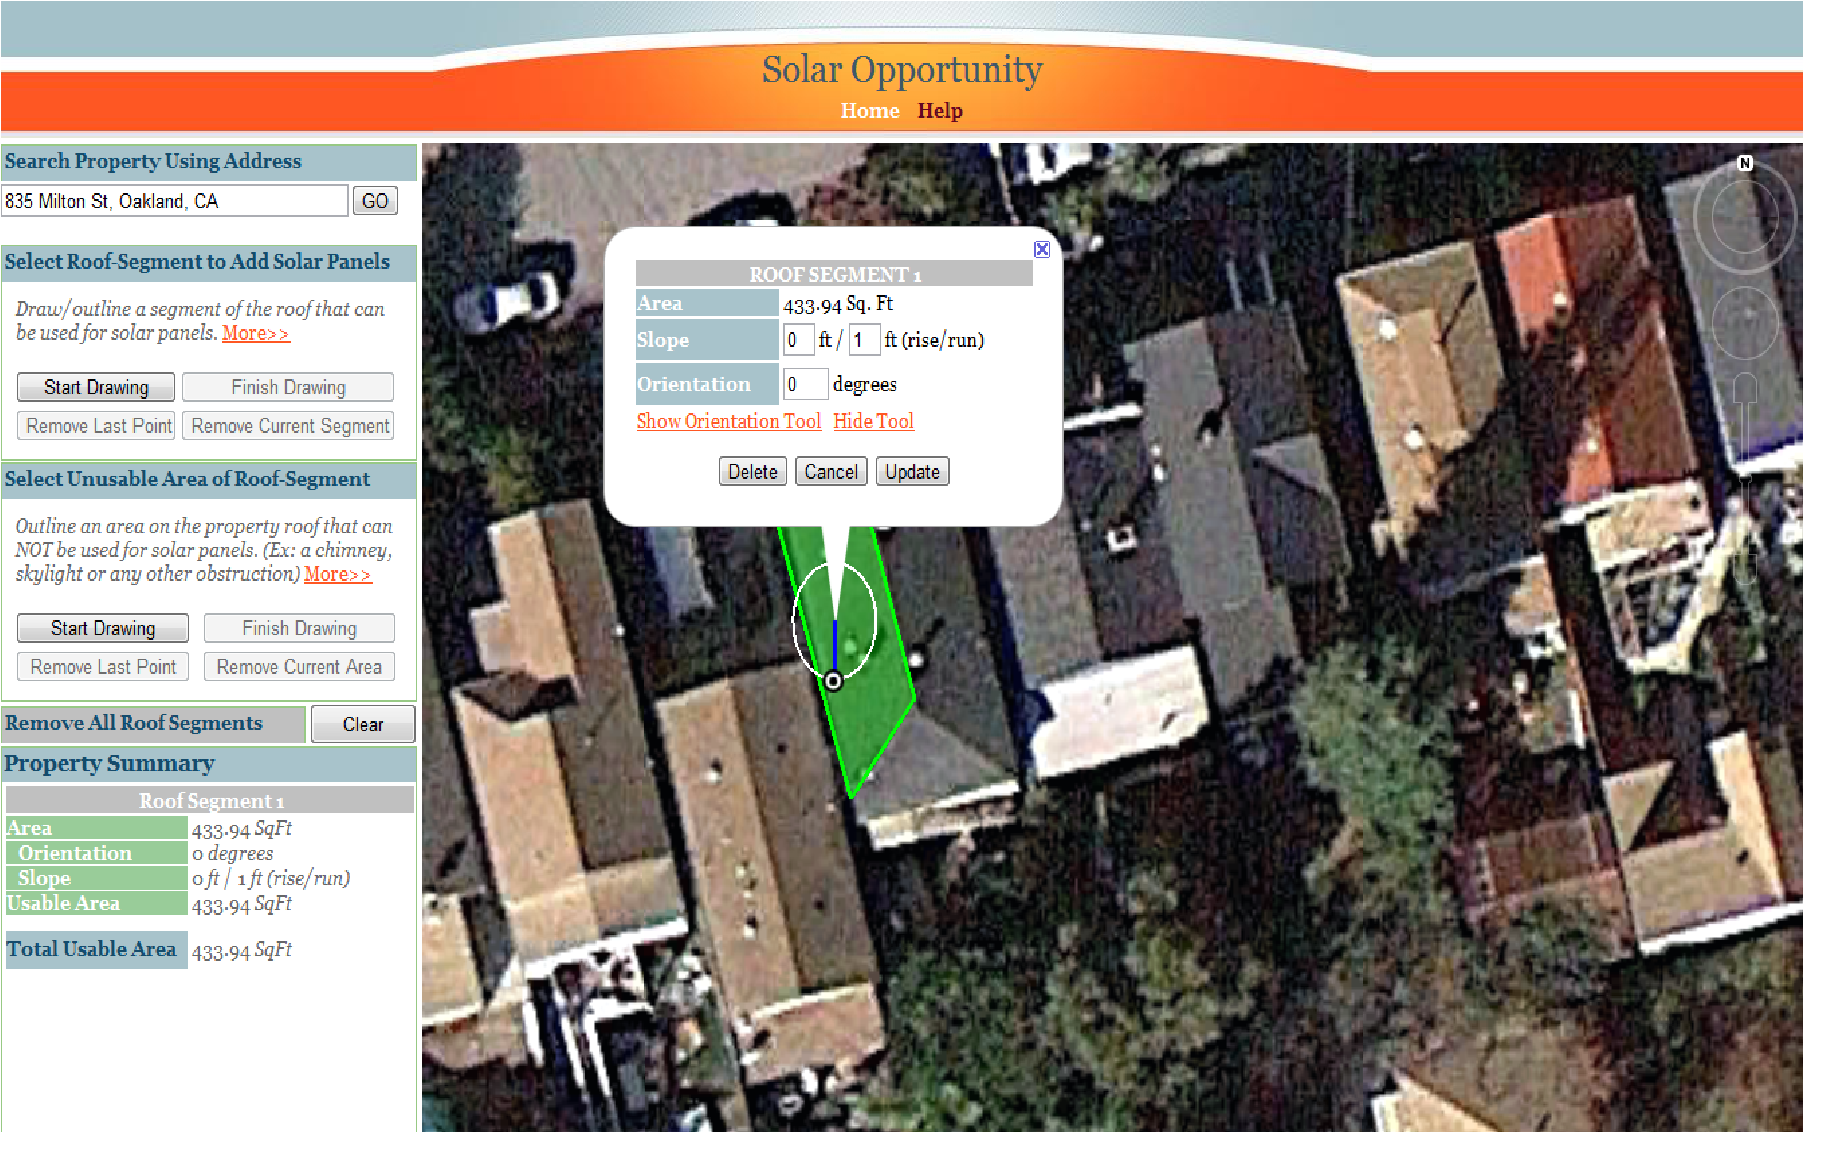 Solar Opportunity
Home Help
Search Property Using Address
835 Milton St, Oakland, CA GO
Select Roof-Segment to Add Solar Panels
Draw/outline a segment of the roof that can
be used for solar panels. More>>
Start Drawing Finish Drawing
Remove Last Point Remove Current Segment
Select Unusable Area of Roof-Segment
Outline an area on the property roof that can
NOT be used for solar panels. (Ex: a chimney,
skylight or any other obstruction) More>>
Start Drawing Finish Drawing
Remove Last Point Remove Current Area
Remove All Roof Segments Clear
Property Summary
Roof Segment 1
Area 433.94 SqFt
Orientation 0 degrees
Slope 0 ft / 1 ft (rise/run)
Usable Area 433.94 SqFt
Total Usable Area 433.94 SqFt
ROOF SEGMENT 1
Area 433.94 Sq. Ft
Slope 0 ft / 1 ft (rise/run)
Orientation 0 degrees
Show Orientation Tool Hide Tool
Delete Cancel Update
N